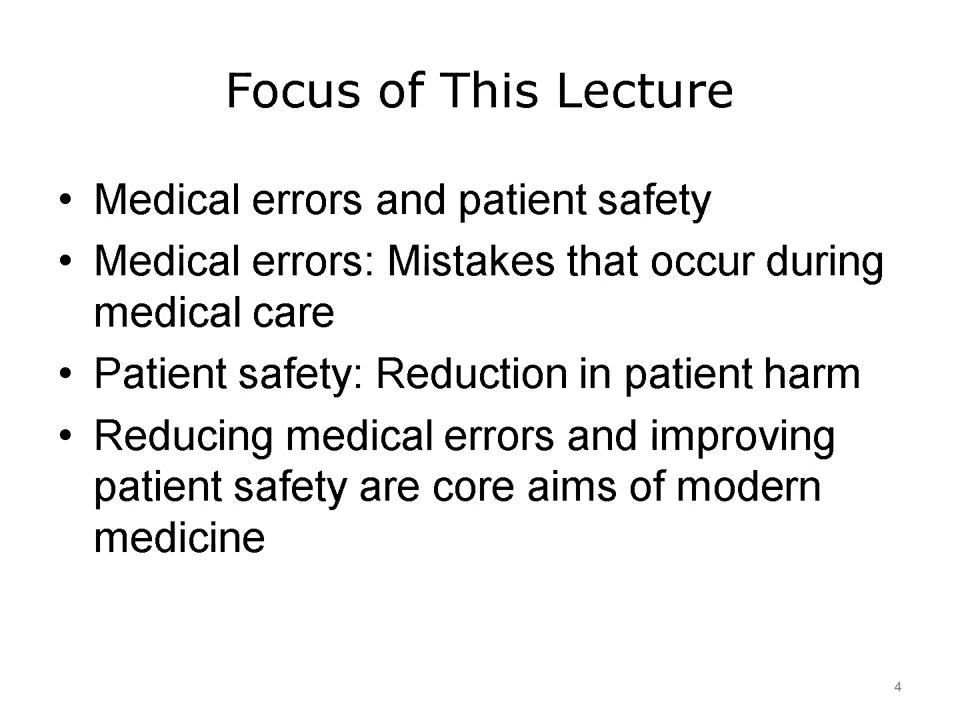 Focus of This Lecture
• Medical errors and patient safety
• Medical errors: Mistakes that occur during
medical care
• Patient safety: Reduction in patient harm
• Reducing medical errors and improving
patient safety are core aims of modern
medicine
4